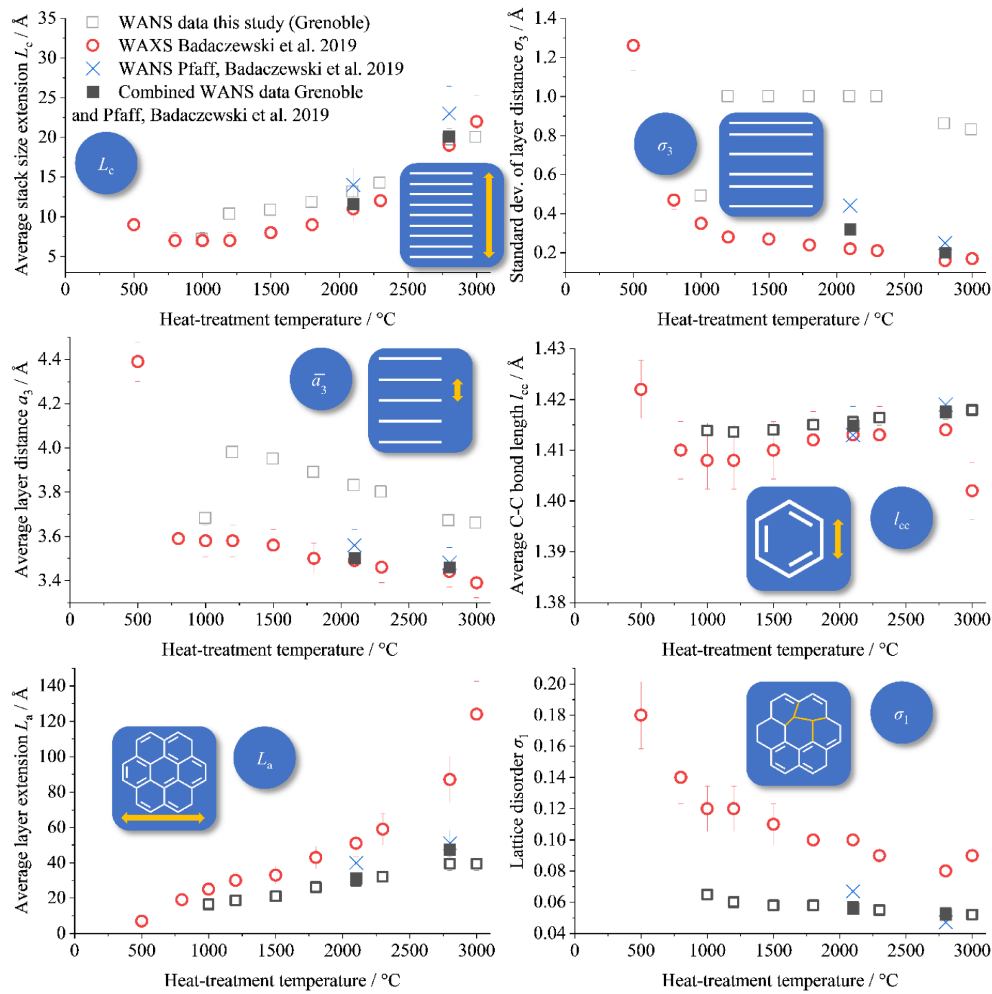 WANS data this study (Grenoble)
WAXS Badaczewski et al. 2019
WANS Pfaff, Badaczewski et al. 2019
Combined WANS data Grenoble
and Pfaff, Badaczewski et al. 2019
Average stack size extension Lc / Å
40
35
30
25
20
15
10
5
Lc
0 500 1000 1500 2000 2500 3000
Heat-treatment temperature / °C
Standard dev. of layer distance σ3 / Å
1.4
1.2
1.0
0.8
0.6
0.4
0.2
σ3
0 500 1000 1500 2000 2500 3000
Heat-treatment temperature / °C
Average layer distance a3 / Å
4.4
4.2
4.0
3.8
3.6
3.4
a̅3
0 500 1000 1500 2000 2500 3000
Heat-treatment temperature / °C
Average C-C bond length lcc / Å
1.43
1.42
1.41
1.40
1.39
1.38
lcc
0 500 1000 1500 2000 2500 3000
Heat-treatment temperature / °C
Average layer extension La / Å
140
120
100
80
60
40
20
0
La
0 500 1000 1500 2000 2500 3000
Heat-treatment temperature / °C
Lattice disorder σ1
0.20
0.18
0.16
0.14
0.12
0.10
0.08
0.06
0.04
σ1
0 500 1000 1500 2000 2500 3000
Heat-treatment temperature / °C